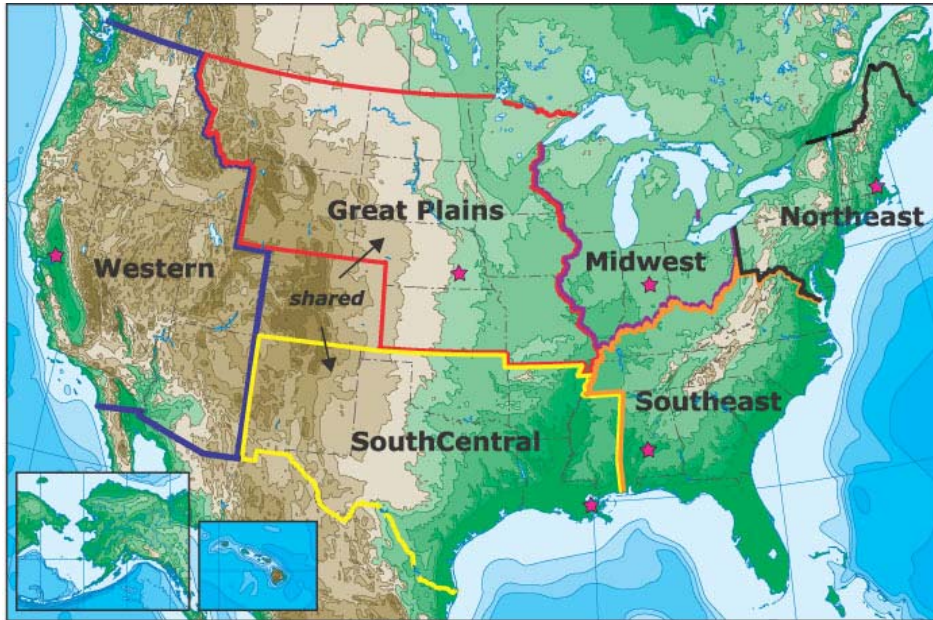 Great Plains
Northeast
Western
Midwest
shared
Southeast
SouthCentral